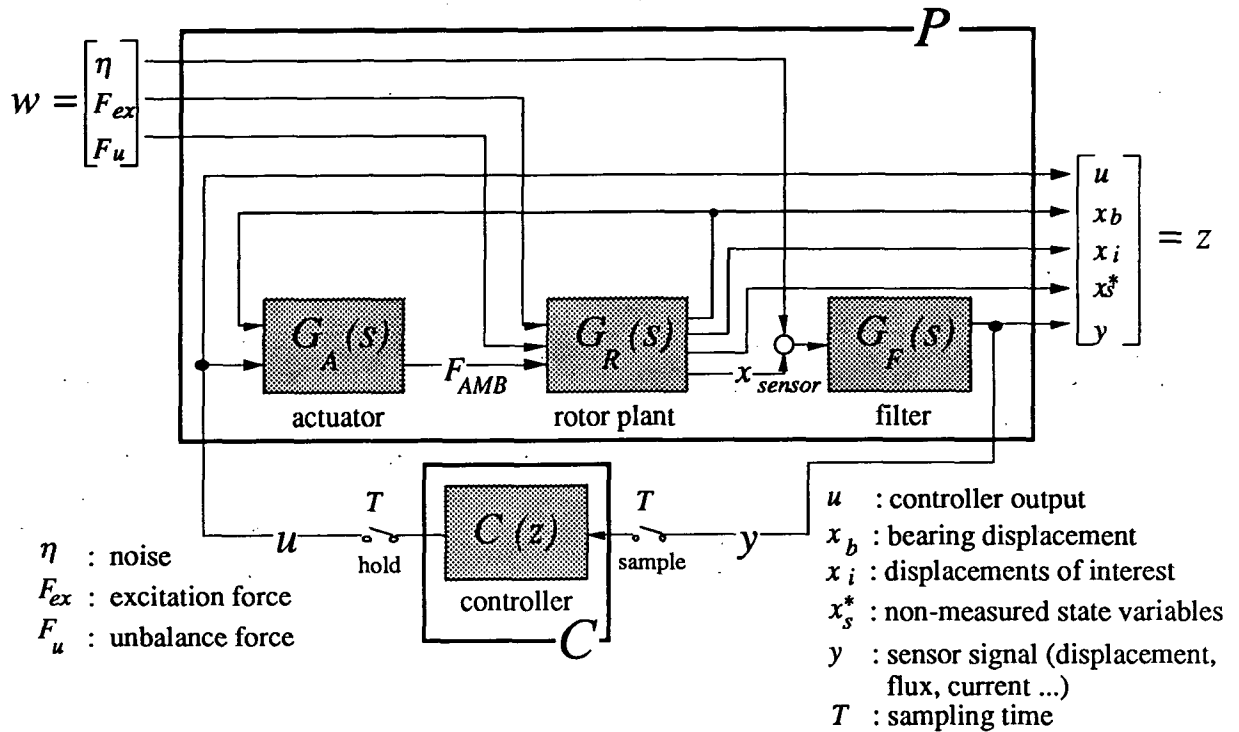 P
w =
η
F_ex
F_u
u
x_b
x_i
x_s^*
y
= z
G_A (s)
actuator
F_AMB
G_R (s)
rotor plant
x_sensor
G_F (s)
filter
T
hold
u
C (z)
controller
C
T
sample
y
η : noise
F_ex : excitation force
F_u : unbalance force
u : controller output
x_b : bearing displacement
x_i : displacements of interest
x_s^* : non-measured state variables
y : sensor signal (displacement,
flux, current ...)
T : sampling time